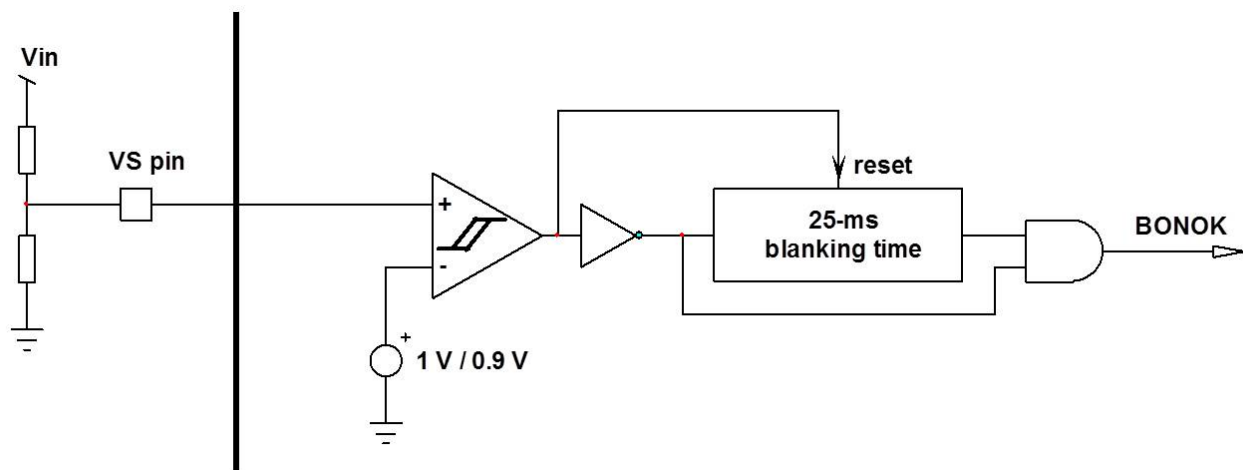 Vin
VS pin
+
-
+
1 V / 0.9 V
reset
25-ms
blanking time
BONOK